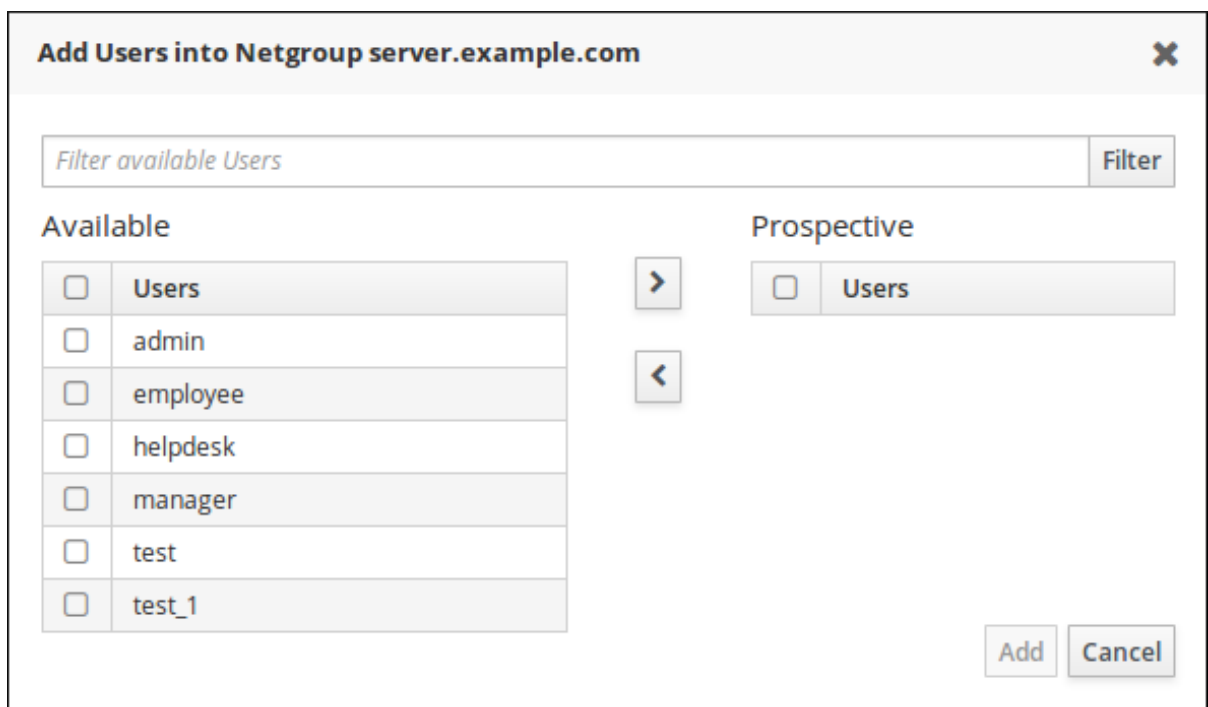 Add Users into Netgroup server.example.com
Filter available Users
Filter
Available
Prospective
Users
Users
admin
employee
helpdesk
manager
test
test_1
Add
Cancel